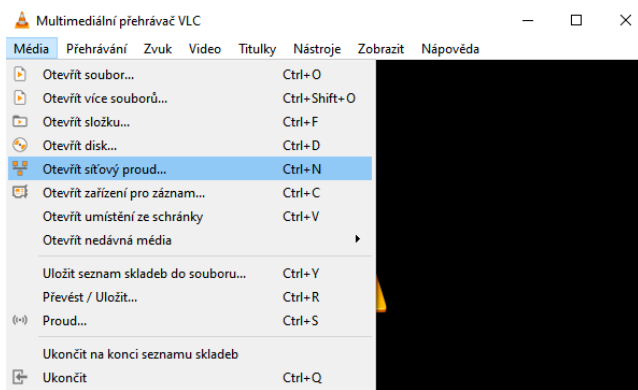 Multimediální přehrávač VLC
Média Přehrávání Zvuk Video Titulky Nástroje Zobrazit Nápověda
Otevřít soubor... Ctrl+O
Otevřít více souborů... Ctrl+Shift+O
Otevřít složku... Ctrl+F
Otevřít disk... Ctrl+D
Otevřít síťový proud... Ctrl+N
Otevřít zařízení pro záznam... Ctrl+C
Otevřít umístění ze schránky Ctrl+V
Otevřít nedávná média
Uložit seznam skladeb do souboru... Ctrl+Y
Převést / Uložit... Ctrl+R
Proud... Ctrl+S
Ukončit na konci seznamu skladeb
Ukončit Ctrl+Q